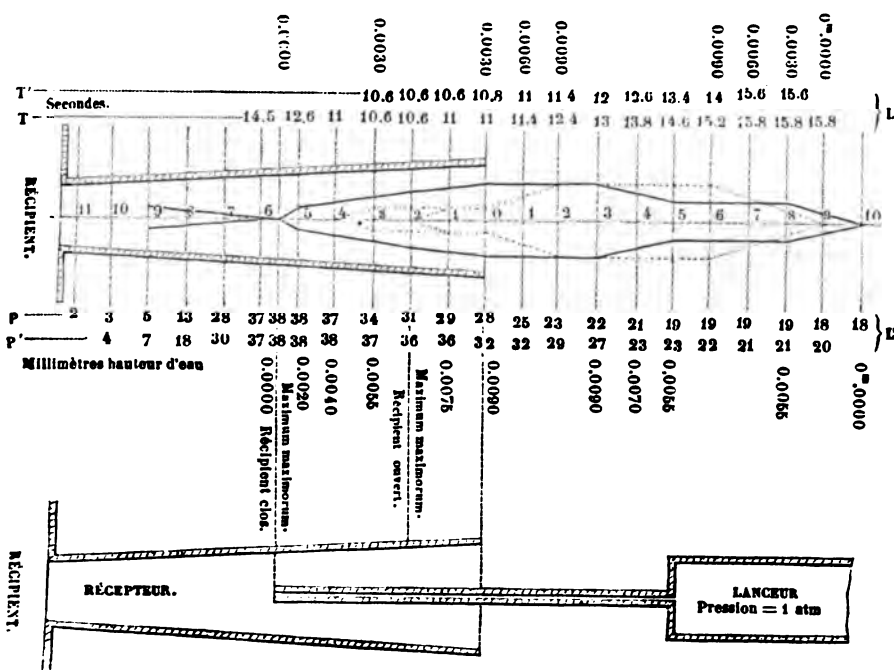 0.0000 0.0030 0.0030 0.0060 0.0090 0.0090 0.0060 0.0030 0ᵐ.0000
T' 10.6 10.6 10.6 10.8 11 11 4 12 12.6 13.4 14 15.6 15.6 L
Secondes.
T 14.5 12.6 11 10.6 10.6 11 11 11.4 12.4 13 13.8 14.6 15.2 15.8 15.8 15.8
RÉCIPIENT.
11 10 9 8 7 6 5 4 3 2 1 0 1 2 3 4 5 6 7 8 9 10
P 2 3 5 13 28 37 38 38 37 34 31 29 28 25 23 22 21 19 19 19 19 18 18
P' 4 7 18 30 37 38 38 38 37 36 36 32 32 29 27 23 23 22 21 21 20
Millimètres hauteur d'eau
0.0000 Récipient clos.
Maximum maximorum.
0.0020 0.0040 0.0055
Récipient ouvert.
Maximum maximorum.
0.0075 0.0090 0.0090 0.0070 0.0055 0.0055 0ᵐ.0000
RÉCIPIENT.
RÉCEPTEUR.
LANCEUR
Pression = 1 atm